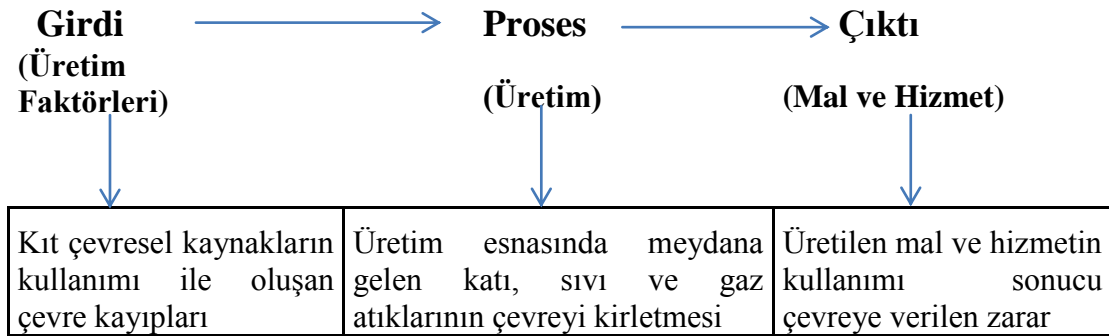 Girdi
Proses
Çıktı
(Üretim
Faktörleri)
(Üretim)
(Mal ve Hizmet)
Kıt çevresel kaynakların
kullanımı ile oluşan
çevre kayıpları
Üretim esnasında meydana
gelen katı, sıvı ve gaz
atıklarının çevreyi kirletmesi
Üretilen mal ve hizmetin
kullanımı sonucu
çevreye verilen zarar